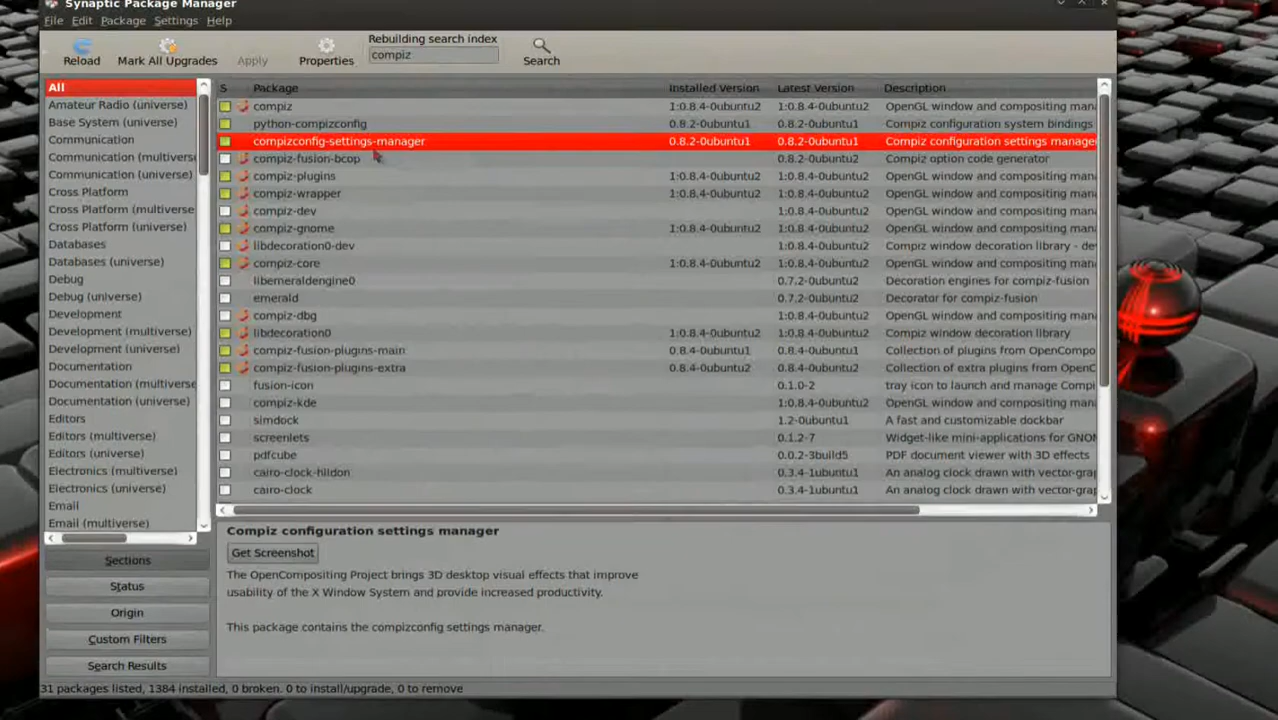 Synaptic Package Manager
File Edit Package Settings Help
Rebuilding search index
compiz
Reload Mark All Upgrades Apply Properties Search
All
Amateur Radio (universe)
Base System (universe)
Communication
Communication (multivers
Communication (universe)
Cross Platform
Cross Platform (multiverse
Cross Platform (universe)
Databases
Databases (universe)
Debug
Debug (universe)
Development
Development (multiverse)
Development (universe)
Documentation
Documentation (multiverse
Documentation (universe)
Editors
Editors (multiverse)
Editors (universe)
Electronics (multiverse)
Electronics (universe)
Email
Email (multiverse)
Sections
Status
Origin
Custom Filters
Search Results
S Package Installed Version Latest Version Description
compiz 1:0.8.4-0ubuntu2 1:0.8.4-0ubuntu2 OpenGL window and compositing man
python-compizconfig 0.8.2-0ubuntu1 0.8.2-0ubuntu1 Compiz configuration system bindings
compizconfig-settings-manager 0.8.2-0ubuntu1 0.8.2-0ubuntu1 Compiz configuration settings manage
compiz-fusion-bcop 0.8.2-0ubuntu1 Compiz option code generator
compiz-plugins 1:0.8.4-0ubuntu2 1:0.8.4-0ubuntu2 OpenGL window and compositing man
compiz-wrapper 1:0.8.4-0ubuntu2 1:0.8.4-0ubuntu2 OpenGL window and compositing man
compiz-dev 1:0.8.4-0ubuntu2 OpenGL window and compositing man
compiz-gnome 1:0.8.4-0ubuntu2 1:0.8.4-0ubuntu2 OpenGL window and compositing man
libdecoration0-dev 1:0.8.4-0ubuntu2 Compiz window decoration library - de
compiz-core 1:0.8.4-0ubuntu2 1:0.8.4-0ubuntu2 OpenGL window and compositing man
libemeraldengine0 0.7.2-0ubuntu2 Decoration engines for compiz-fusion
emerald 0.7.2-0ubuntu2 Decorator for compiz-fusion
compiz-dbg 1:0.8.4-0ubuntu2 OpenGL window and compositing man
libdecoration0 1:0.8.4-0ubuntu2 1:0.8.4-0ubuntu2 Compiz window decoration library
compiz-fusion-plugins-main 0.8.4-0ubuntu1 0.8.4-0ubuntu1 Collection of plugins from OpenCompo
compiz-fusion-plugins-extra 0.8.4-0ubuntu2 0.8.4-0ubuntu2 Collection of extra plugins from OpenC
fusion-icon 0.1.0-2 tray icon to launch and manage Compi
compiz-kde 1:0.8.4-0ubuntu2 OpenGL window and compositing man
simdock 1.2-0ubuntu1 A fast and customizable dockbar
screenlets 0.1.2-7 Widget-like mini-applications for GNOM
pdfcube 0.0.2-3build5 PDF document viewer with 3D effects
cairo-clock-hildon 0.3.4-1ubuntu1 An analog clock drawn with vector-grap
cairo-clock 0.3.4-1ubuntu1 An analog clock drawn with vector-grap
Compiz configuration settings manager
Get Screenshot
The OpenCompositing Project brings 3D desktop visual effects that improve
usability of the X Window System and provide increased productivity.
This package contains the compizconfig settings manager.
31 packages listed, 1384 installed, 0 broken. 0 to install/upgrade, 0 to remove